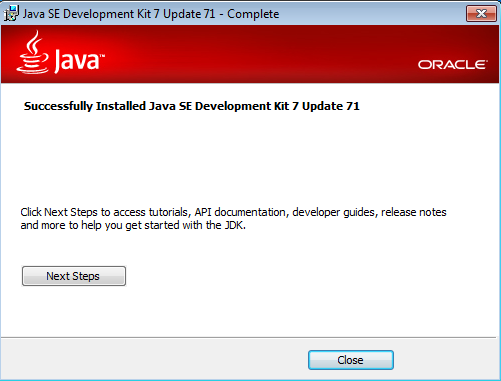 Java SE Development Kit 7 Update 71 - Complete
Java™
ORACLE®
Successfully Installed Java SE Development Kit 7 Update 71
Click Next Steps to access tutorials, API documentation, developer guides, release notes
and more to help you get started with the JDK.
Next Steps
Close